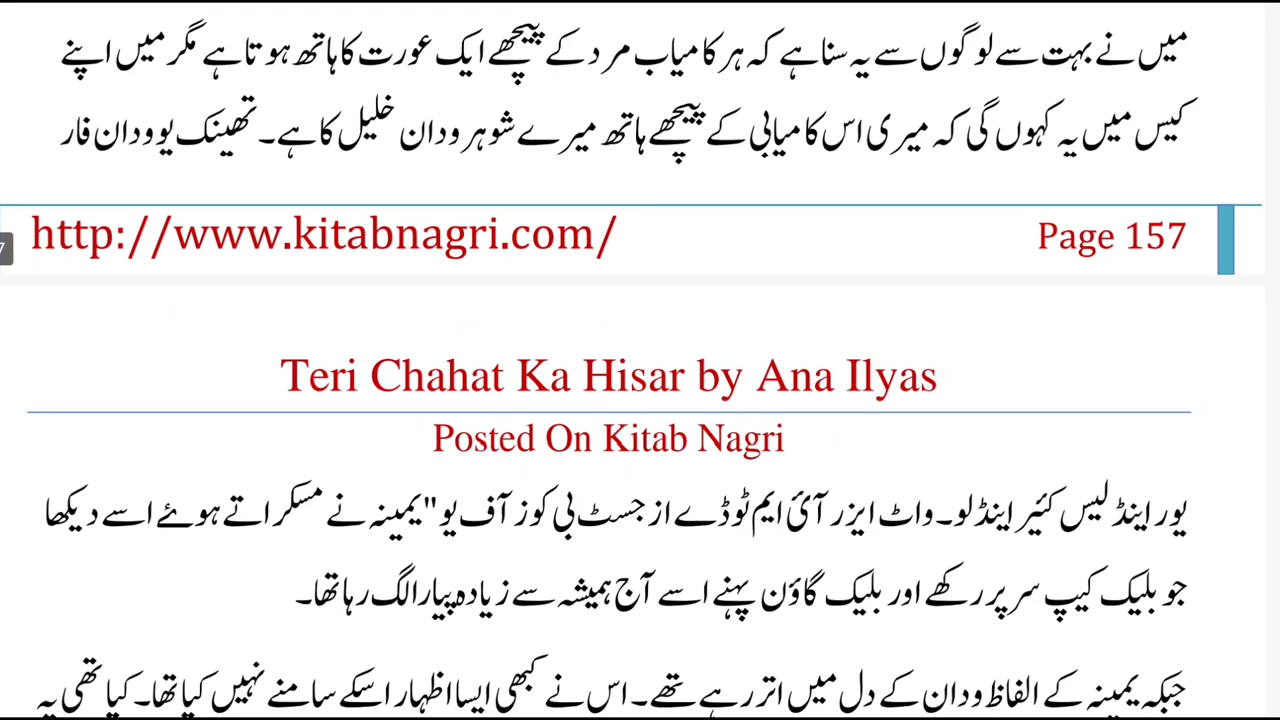 میں نے بہت سے لوگوں سے یہ سنا ہے کہ ہر کامیاب مرد کے پیچھے ایک عورت کا ہاتھ ہوتا ہے مگر میں اپنے
کیس میں یہ کہوں گی کہ میری اس کامیابی کے پیچھے ہاتھ میرے شوہر ودان خلیل کا ہے۔ تھینک یو ودان فار
http://www.kitabnagri.com/ Page 157
7
Teri Chahat Ka Hisar by Ana Ilyas
Posted On Kitab Nagri
یور اینڈ لیس کئیر اینڈ لو۔ واٹ ایزر آئ ایم ٹوڈے از جسٹ بی کوز آف یو" یمینہ نے مسکراتے ہوئے اسے دیکھا
جو بلیک کیپ سر پر رکھے اور بلیک گاؤن پہنے اسے آج ہمیشہ سے زیادہ پیارا لگ رہا تھا۔
جبکہ یمینہ کے الفاظ ودان کے دل میں اتر رہے تھے۔ اس نے کبھی ایسا اظہار اسکے سامنے نہیں کیا تھا۔ کیا تھی یہ